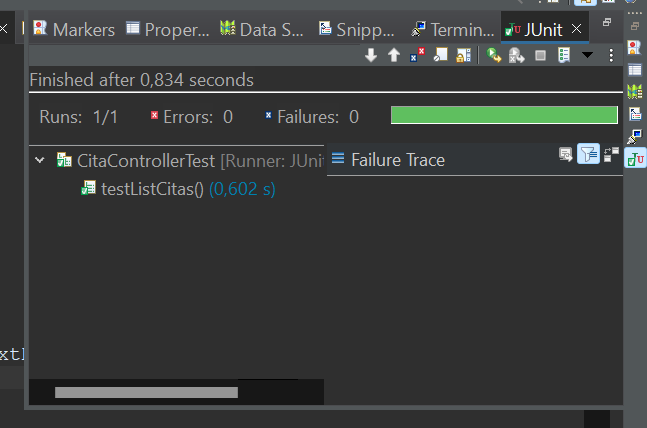 Markers Proper... Data S... Snipp... Termin... JUnit
Finished after 0,834 seconds
Runs: 1/1 Errors: 0 Failures: 0
CitaControllerTest [Runner: JUnit
Failure Trace
testListCitas() (0,602 s)